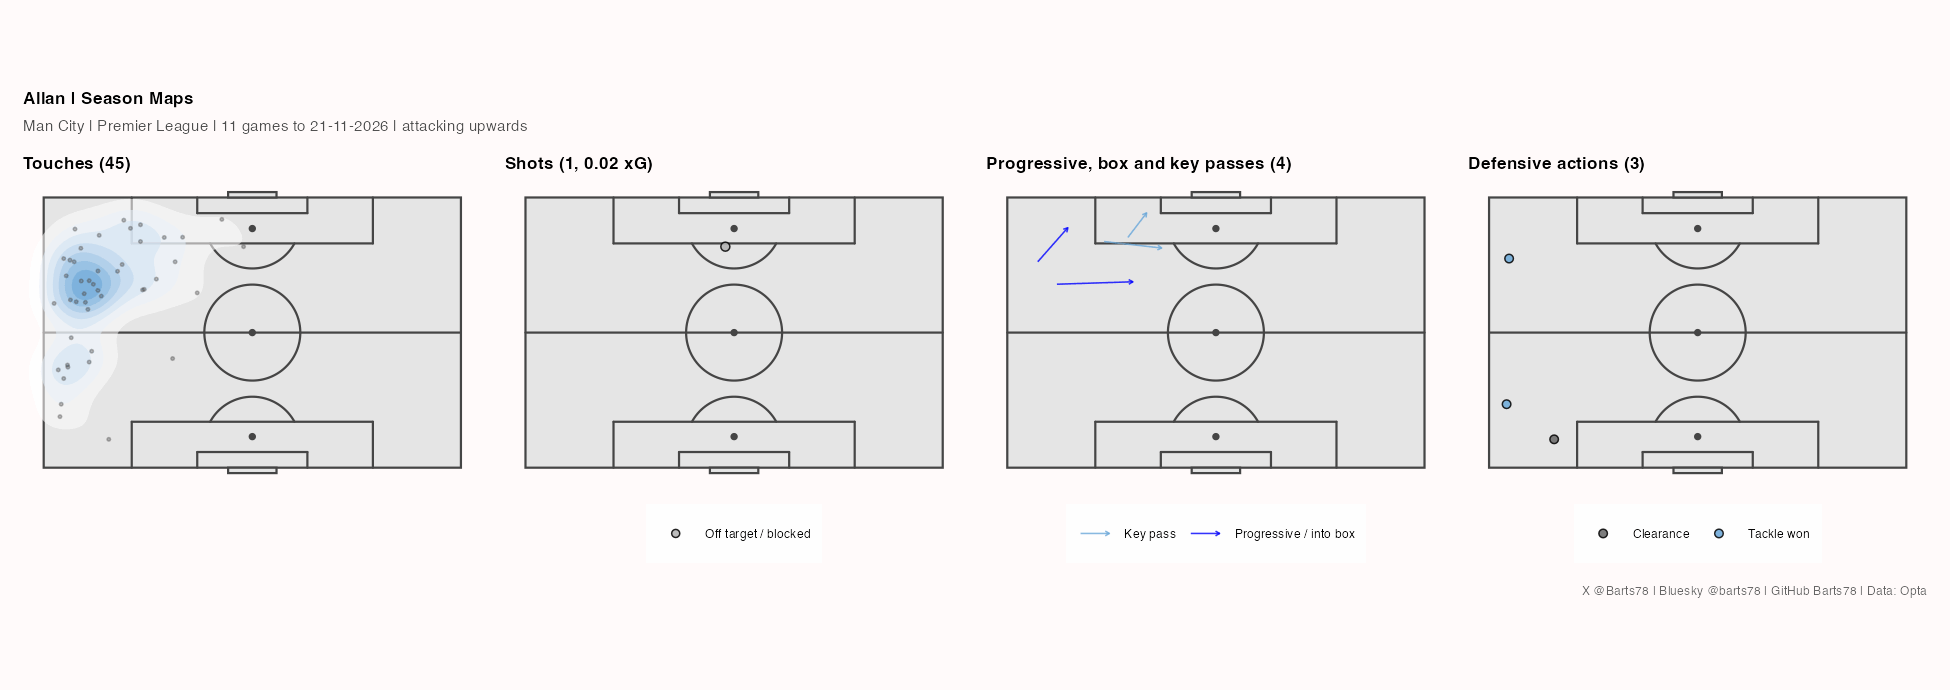 Allan | Season Maps
Man City | Premier League | 11 games to 21-11-2026 | attacking upwards
Touches (45)
Shots (1, 0.02 xG)
Progressive, box and key passes (4)
Defensive actions (3)
Off target / blocked
Key pass
Progressive / into box
Clearance
Tackle won
X @Barts78 | Bluesky @barts78 | GitHub Barts78 | Data: Opta